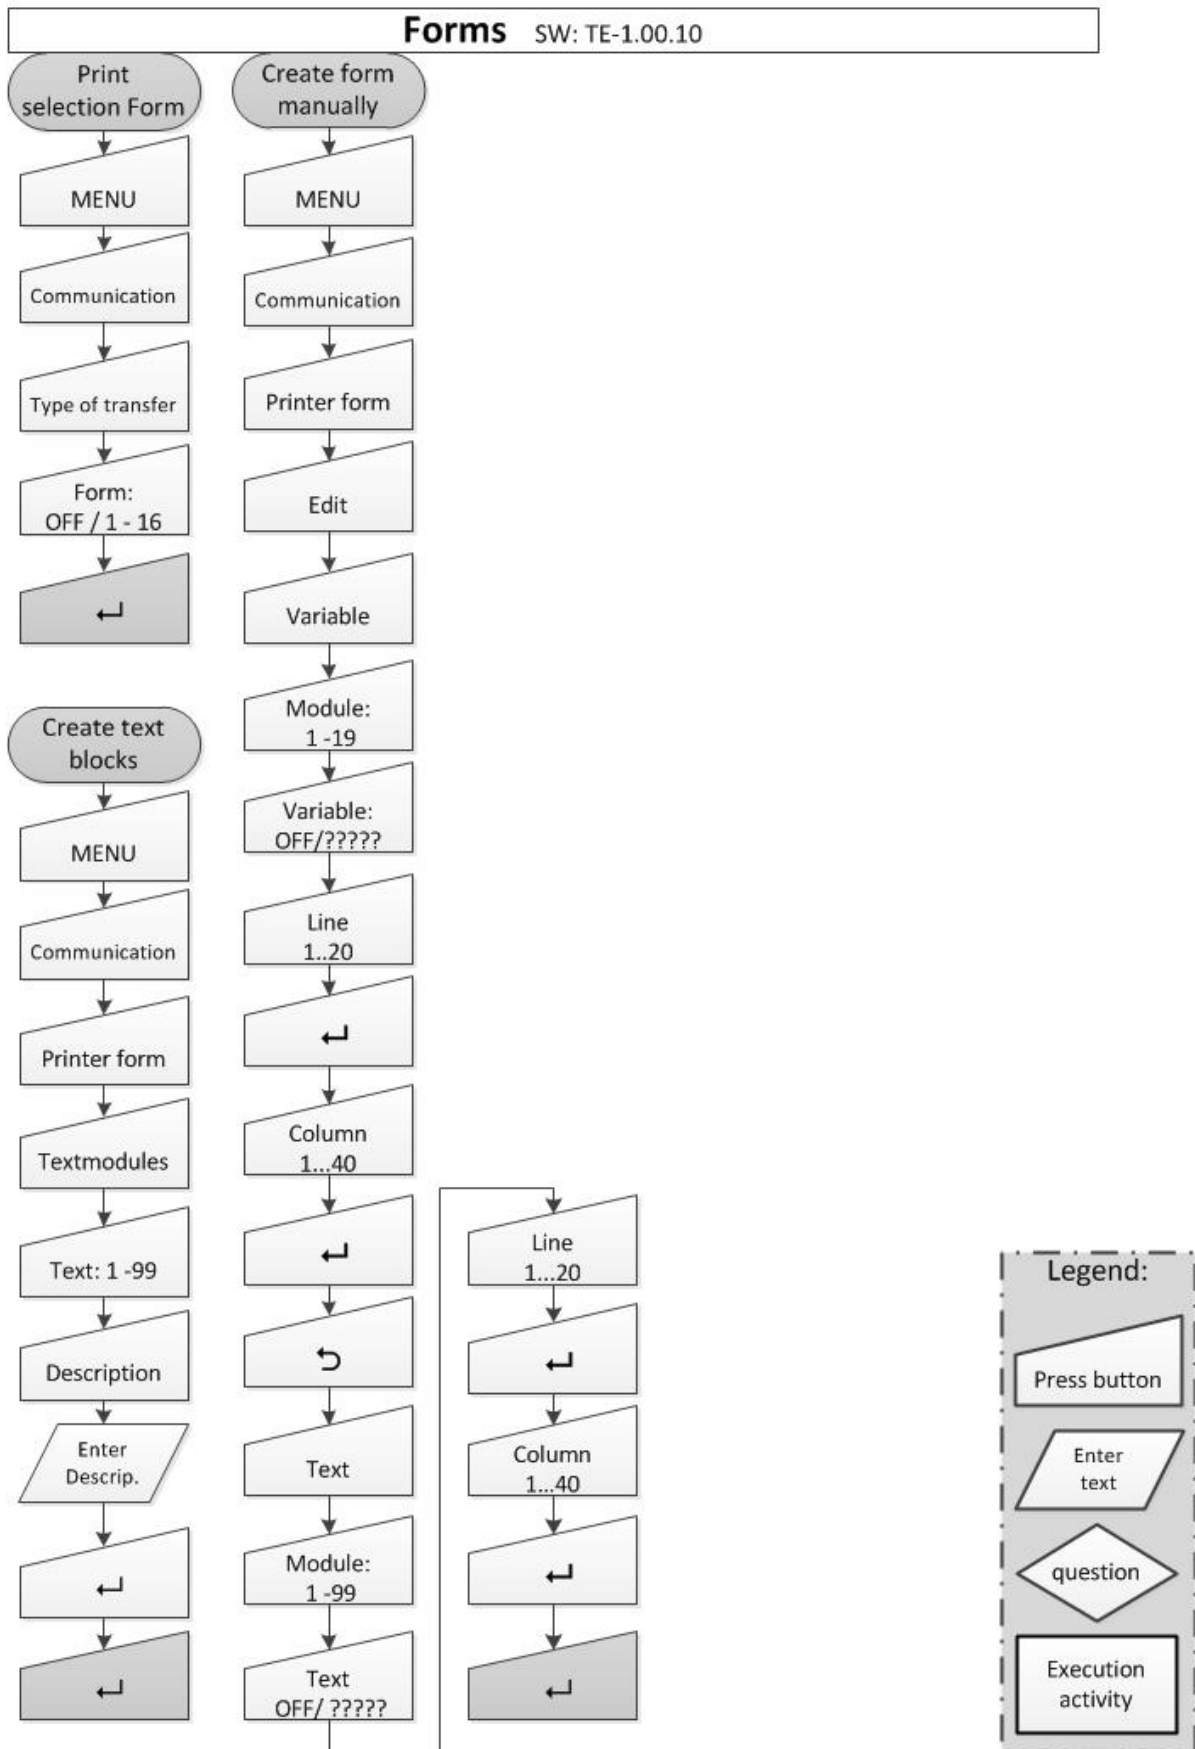 Forms SW: TE-1.00.10
Print
selection Form
MENU
Communication
Type of transfer
Form:
OFF / 1 - 16
↵
Create text
blocks
MENU
Communication
Printer form
Textmodules
Text: 1 -99
Description
Enter
Descrip.
↵
↵
Create form
manually
MENU
Communication
Printer form
Edit
Variable
Module:
1 -19
Variable:
OFF/?????
Line
1..20
↵
Column
1...40
↵
⮌
Text
Module:
1 -99
Text
OFF/ ?????
Line
1...20
↵
Column
1...40
↵
↵
Legend:
Press button
Enter
text
question
Execution
activity